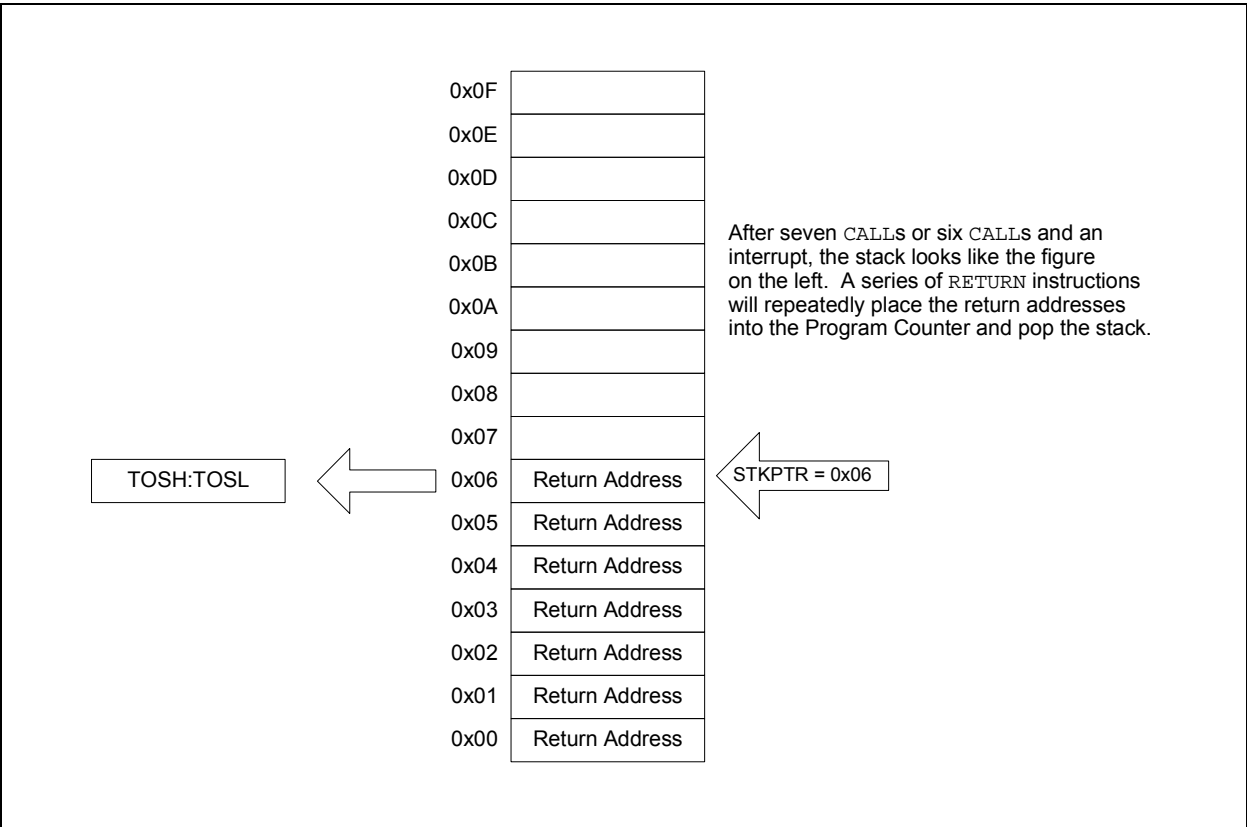 0x0F
0x0E
0x0D
0x0C
0x0B
0x0A
0x09
0x08
0x07
TOSH:TOSL
0x06 Return Address
STKPTR = 0x06
0x05 Return Address
0x04 Return Address
0x03 Return Address
0x02 Return Address
0x01 Return Address
0x00 Return Address
After seven CALLs or six CALLs and an
interrupt, the stack looks like the figure
on the left. A series of RETURN instructions
will repeatedly place the return addresses
into the Program Counter and pop the stack.